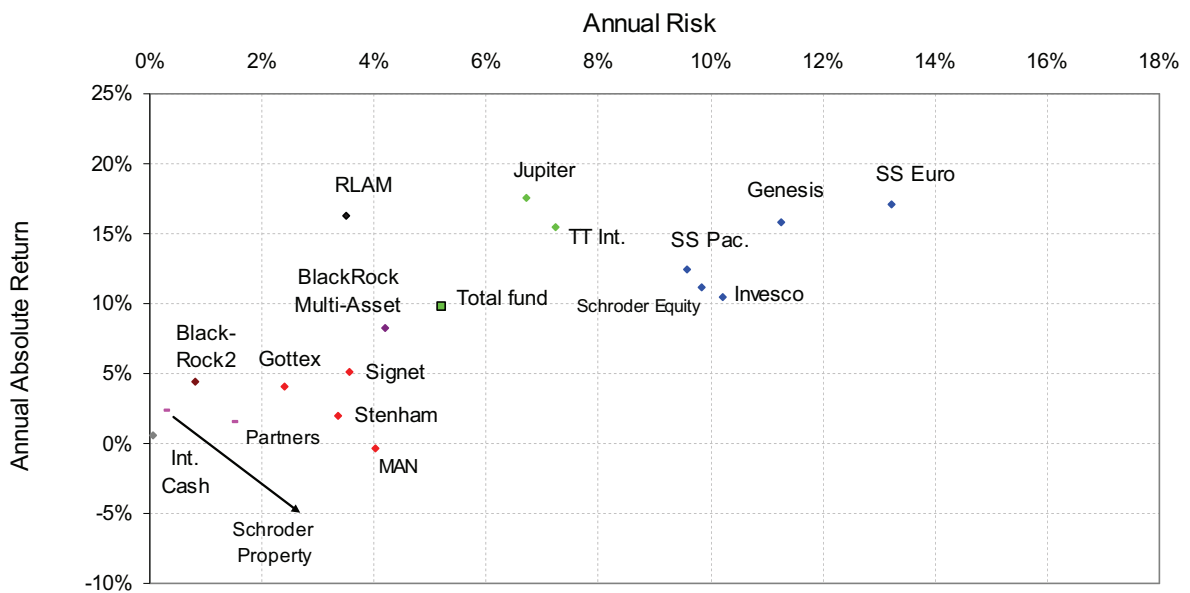 Annual Risk
0% 2% 4% 6% 8% 10% 12% 14% 16% 18%
Annual Absolute Return
25%
20%
15%
10%
5%
0%
-5%
-10%
RLAM
Jupiter
TT Int.
Genesis
SS Euro
SS Pac.
Schroder Equity
Invesco
BlackRock
Multi-Asset
Total fund
Black-
Rock2
Gottex
Signet
Stenham
Partners
MAN
Int.
Cash
Schroder
Property